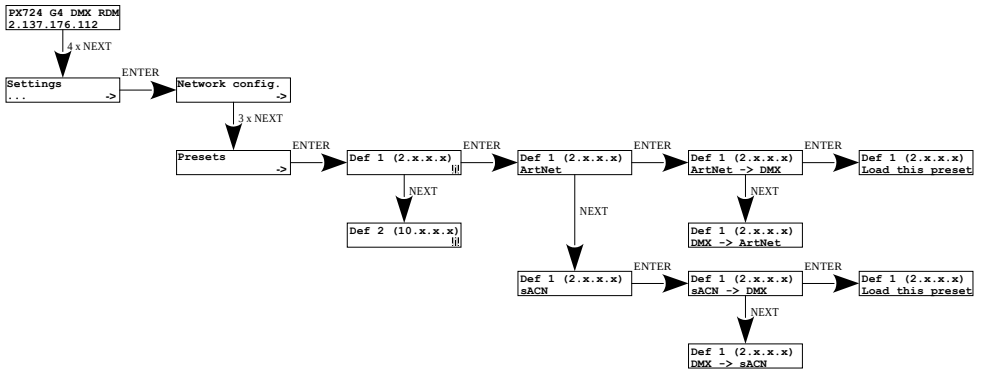 PX724 G4 DMX RDM
2.137.176.112
4 x NEXT
Settings
... ->
ENTER
Network config.
->
3 x NEXT
Presets
->
ENTER
Def 1 (2.x.x.x)
!j!
ENTER
Def 1 (2.x.x.x)
ArtNet
ENTER
Def 1 (2.x.x.x)
ArtNet -> DMX
ENTER
Def 1 (2.x.x.x)
Load this preset
NEXT
Def 2 (10.x.x.x)
!j!
NEXT
NEXT
Def 1 (2.x.x.x)
DMX -> ArtNet
Def 1 (2.x.x.x)
sACN
ENTER
Def 1 (2.x.x.x)
sACN -> DMX
ENTER
Def 1 (2.x.x.x)
Load this preset
NEXT
Def 1 (2.x.x.x)
DMX -> sACN